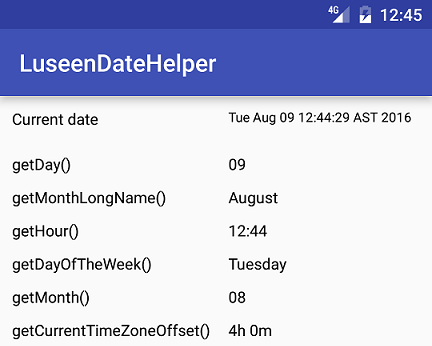 4G 12:45
LuseenDateHelper
Current date Tue Aug 09 12:44:29 AST 2016
getDay() 09
getMonthLongName() August
getHour() 12:44
getDayOfTheWeek() Tuesday
getMonth() 08
getCurrentTimeZoneOffset() 4h 0m